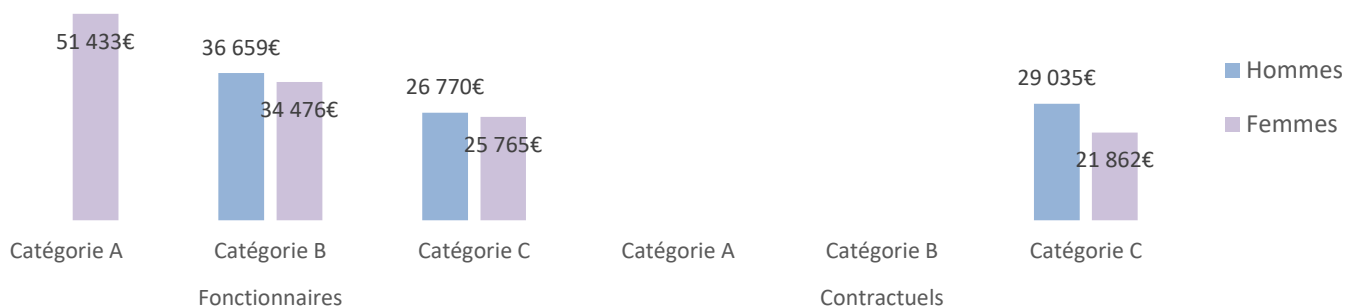 51 433€
36 659€
34 476€
26 770€
25 765€
29 035€
21 862€
Hommes
Femmes
Catégorie A Catégorie B Catégorie C Catégorie A Catégorie B Catégorie C
Fonctionnaires Contractuels